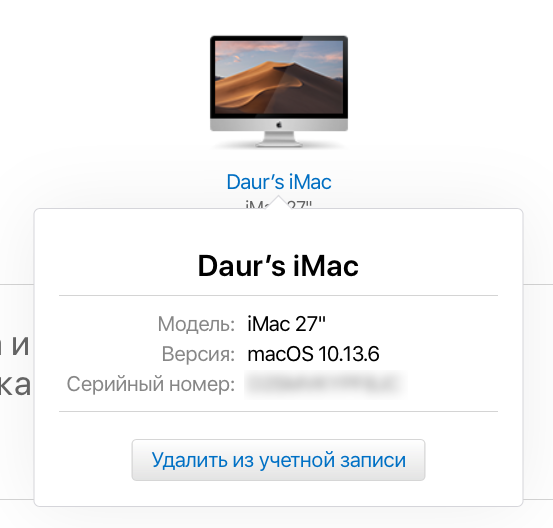 Daur’s iMac
iMac 27"
Daur’s iMac
а и
Модель: iMac 27"
Версия: macOS 10.13.6
ка
Серийный номер:
Удалить из учетной записи